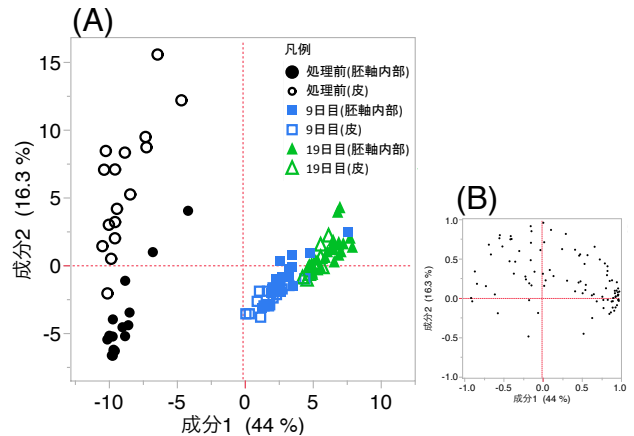 (A)
凡例
処理前(胚軸内部)
処理前(皮)
9日目(胚軸内部)
9日目(皮)
19日目(胚軸内部)
19日目(皮)
15
10
5
0
-5
-10
-5
0
5
10
成分2 (16.3 %)
成分1 (44 %)
(B)
1.0
0.5
0.0
-0.5
-1.0
-1.0
-0.5
0.0
0.5
1.0
成分2 (16.3 %)
成分1 (44 %)